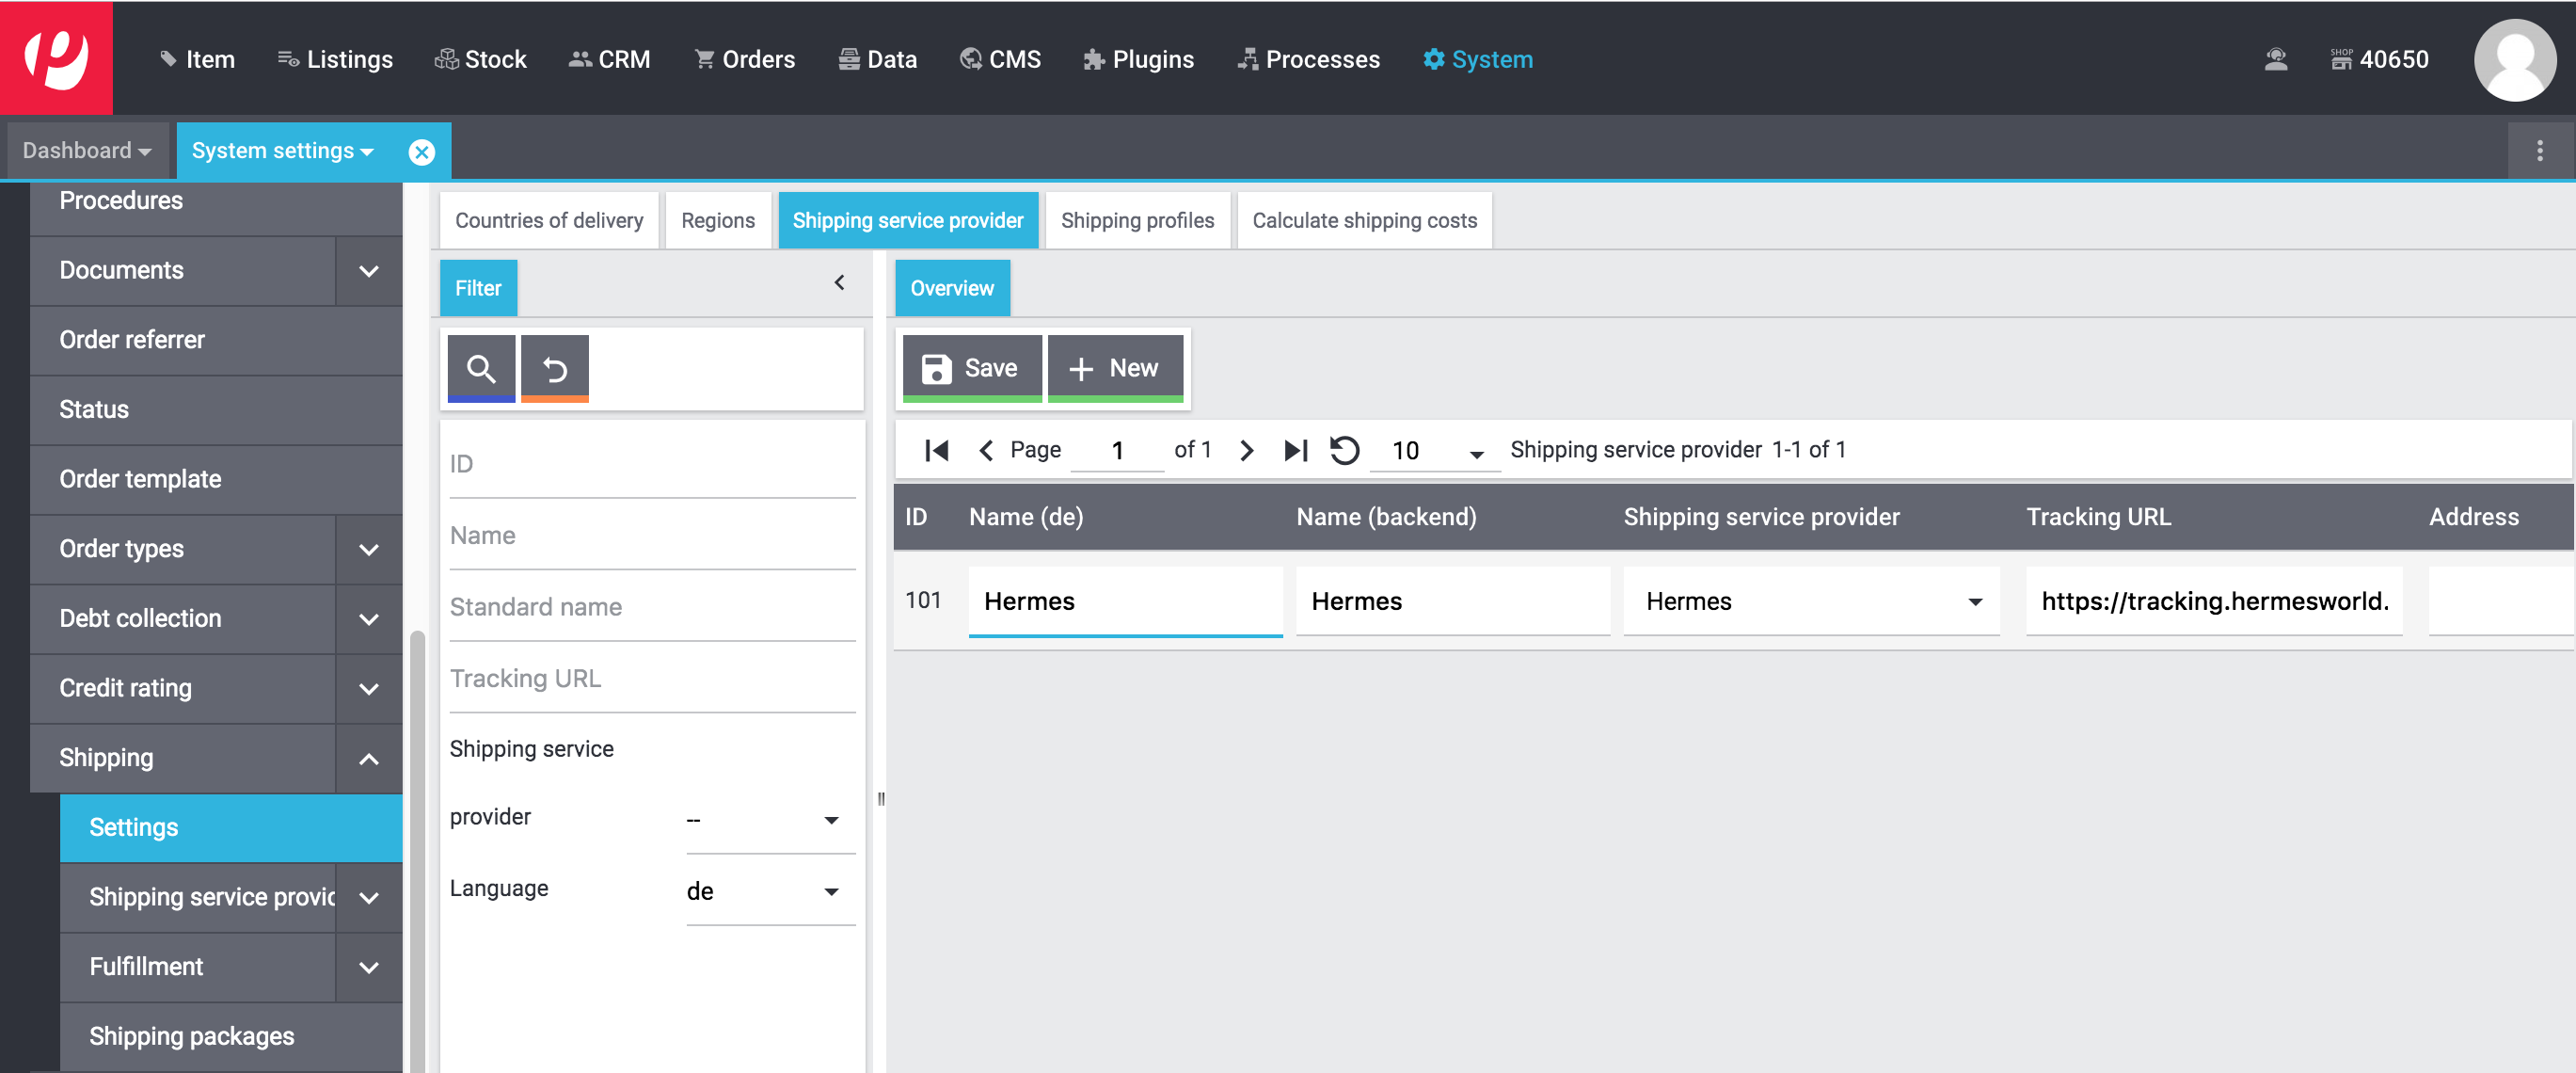 Item Listings Stock CRM Orders Data CMS Plugins Processes System SHOP 40650
Dashboard System settings
Procedures
Documents
Order referrer
Status
Order template
Order types
Debt collection
Credit rating
Shipping
Settings
Shipping service provid
Fulfillment
Shipping packages
Countries of delivery Regions Shipping service provider Shipping profiles Calculate shipping costs
Filter
ID
Name
Standard name
Tracking URL
Shipping service
provider --
Language de
Overview
Save New
Page 1 of 1 10 Shipping service provider 1-1 of 1
ID Name (de) Name (backend) Shipping service provider Tracking URL Address
101 Hermes Hermes Hermes https://tracking.hermesworld.